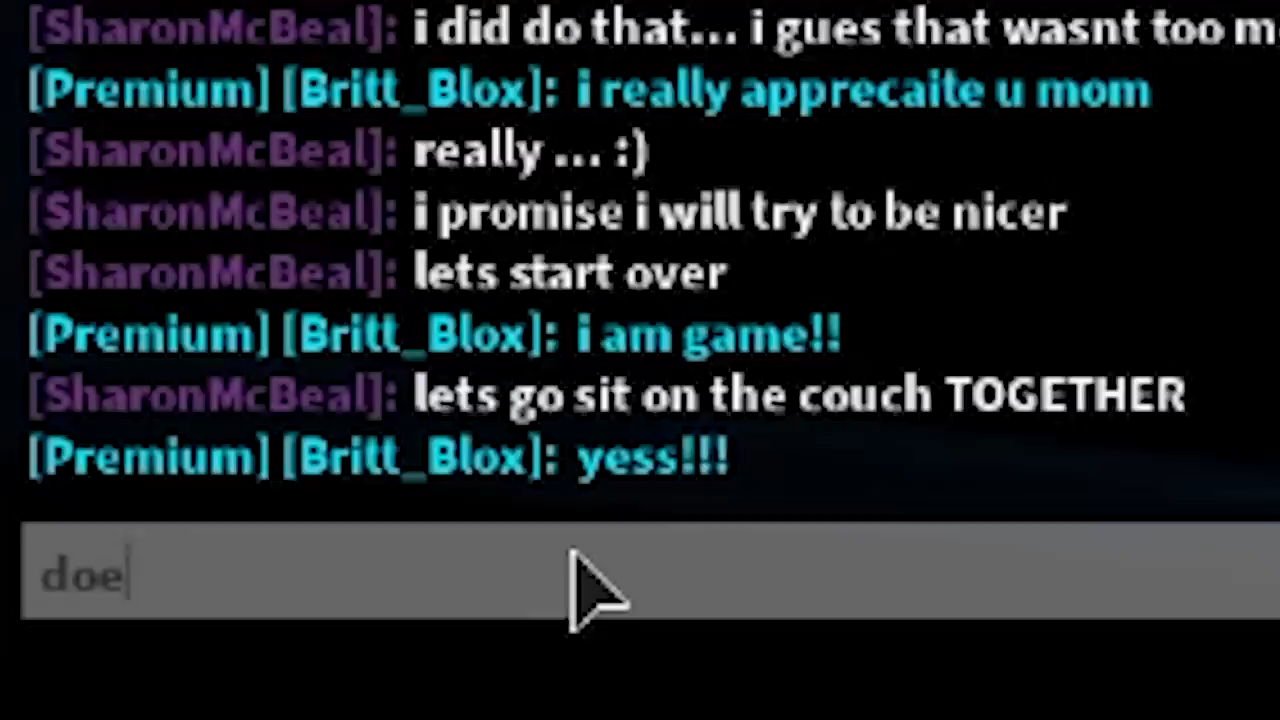 [SharonMcBeal]: i did do that... i gues that wasnt too
[Premium] [Britt_Blox]: i really apprecaite u mom
[SharonMcBeal]: really ... :)
[SharonMcBeal]: i promise i will try to be nicer
[SharonMcBeal]: lets start over
[Premium] [Britt_Blox]: i am game!!
[SharonMcBeal]: lets go sit on the couch TOGETHER
[Premium] [Britt_Blox]: yess!!!
doe